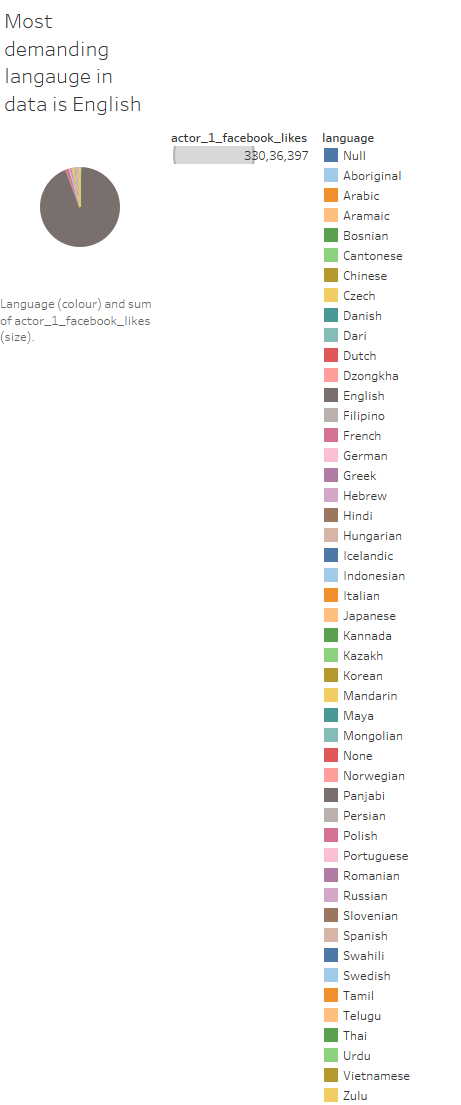 Most
demanding
langauge in
data is English
actor_1_facebook_likes
330,36,397
language
Null
Aboriginal
Arabic
Aramaic
Bosnian
Cantonese
Chinese
Czech
Danish
Dari
Dutch
Dzongkha
English
Filipino
French
German
Greek
Hebrew
Hindi
Hungarian
Icelandic
Indonesian
Italian
Japanese
Kannada
Kazakh
Korean
Mandarin
Maya
Mongolian
None
Norwegian
Panjabi
Persian
Polish
Portuguese
Romanian
Russian
Slovenian
Spanish
Swahili
Swedish
Tamil
Telugu
Thai
Urdu
Vietnamese
Zulu
Language (colour) and sum
of actor_1_facebook_likes
(size).